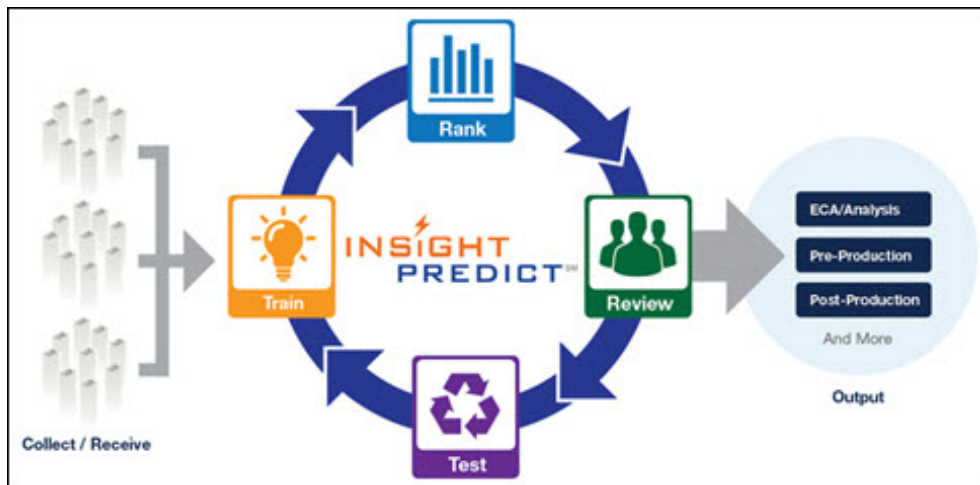 Collect / Receive
Train
Rank
INSIGHT
PREDICT℠
Review
Test
ECA/Analysis
Pre-Production
Post-Production
And More
Output